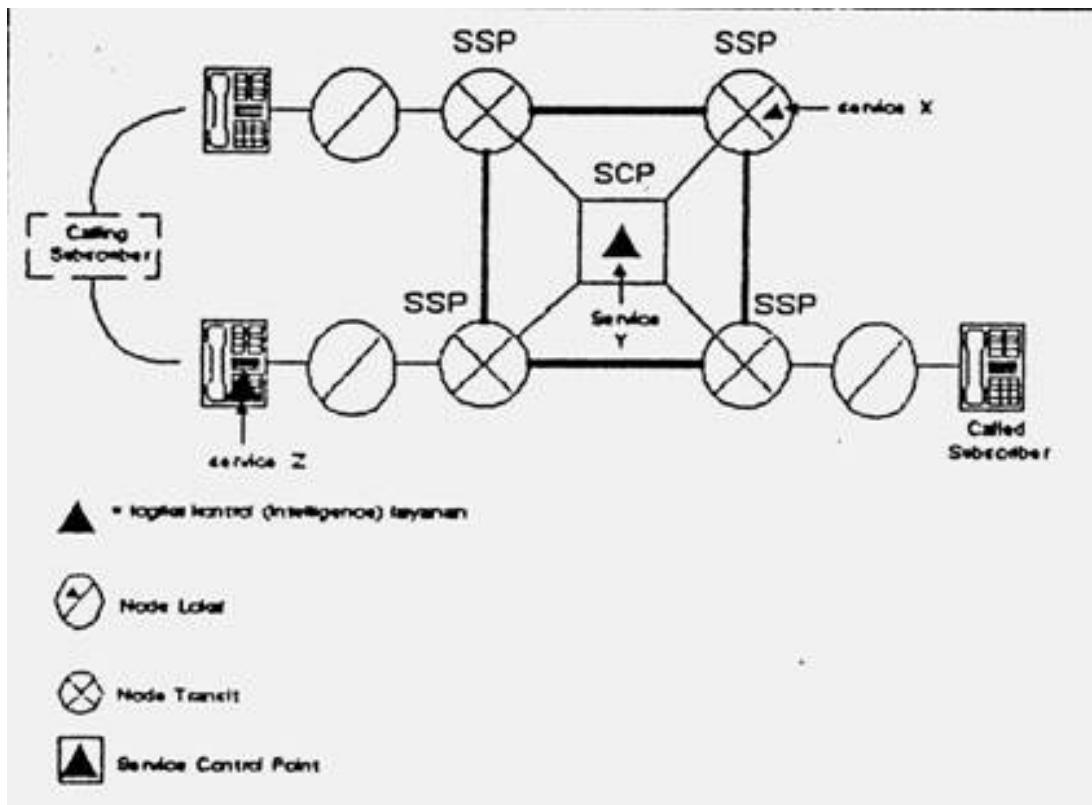 SSP
SSP
service X
SCP
Calling
Subscriber
SSP
SSP
Service
Y
Called
Subscriber
service Z
= logika kontrol (Intelligence) layanan
Node Lokal
Node Transit
Service Control Point